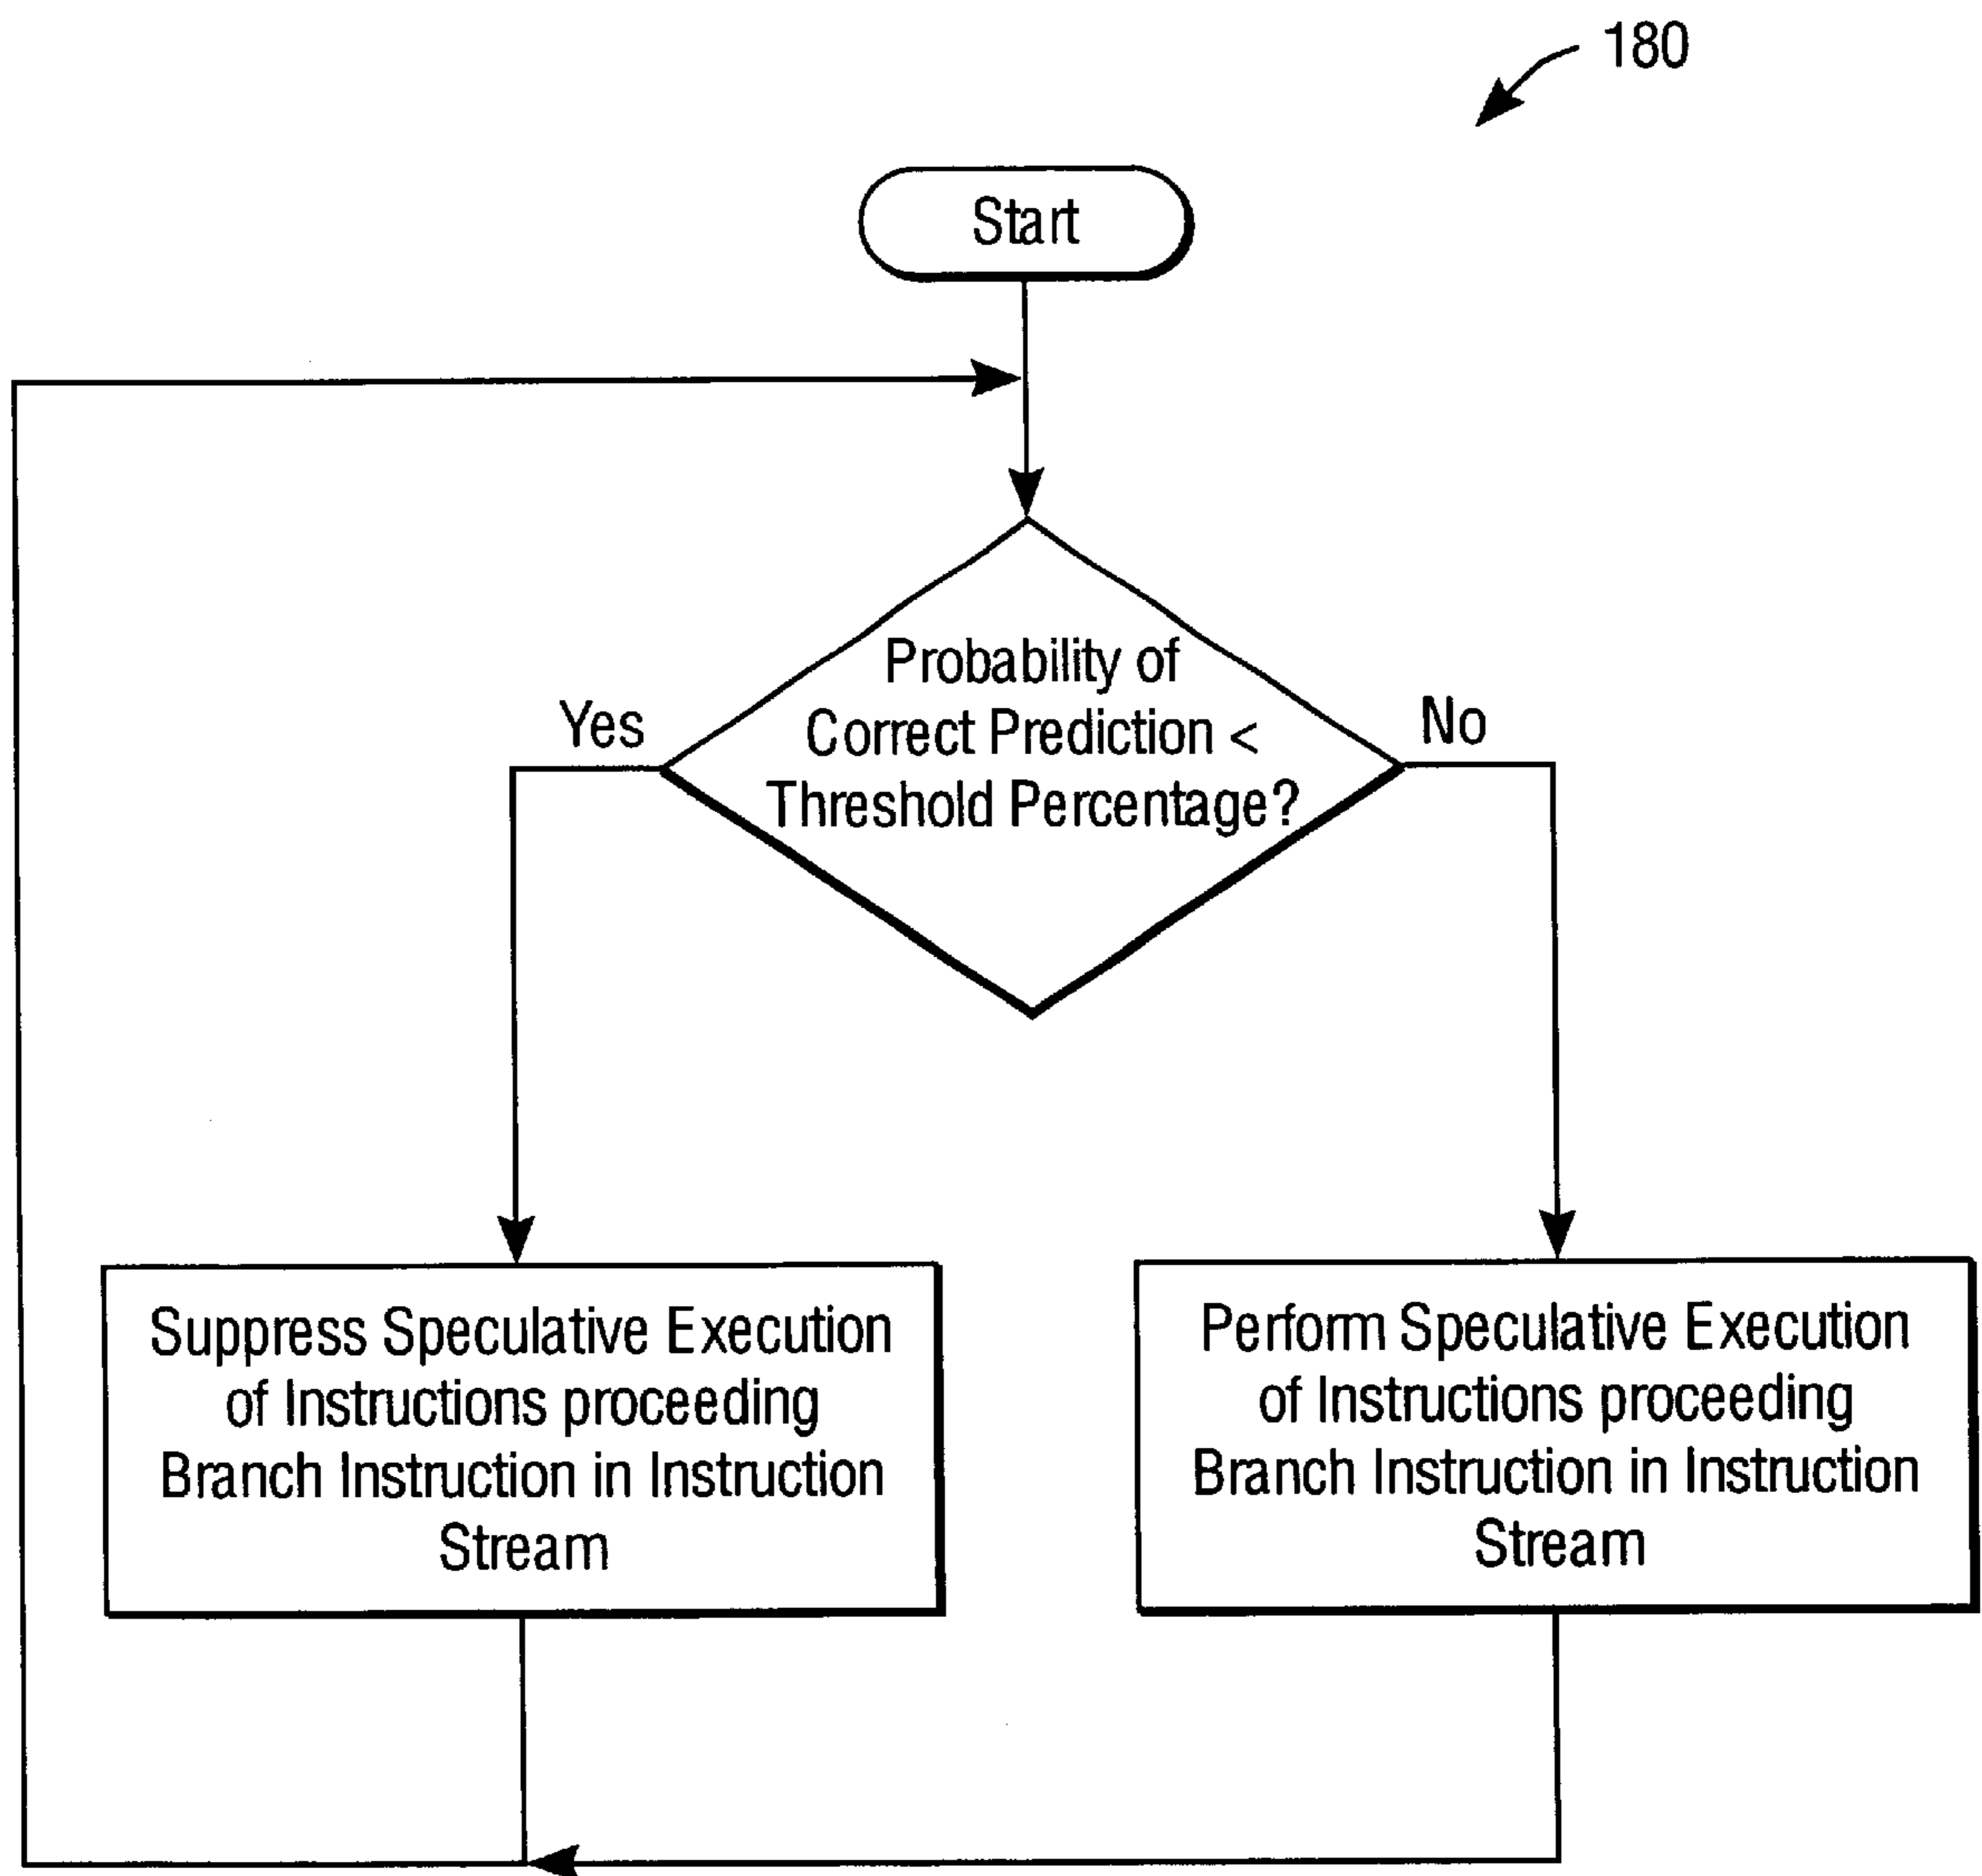 180
Start
Probability of
Correct Prediction <
Threshold Percentage?
Yes
No
Suppress Speculative Execution
of Instructions proceeding
Branch Instruction in Instruction
Stream
Perform Speculative Execution
of Instructions proceeding
Branch Instruction in Instruction
Stream